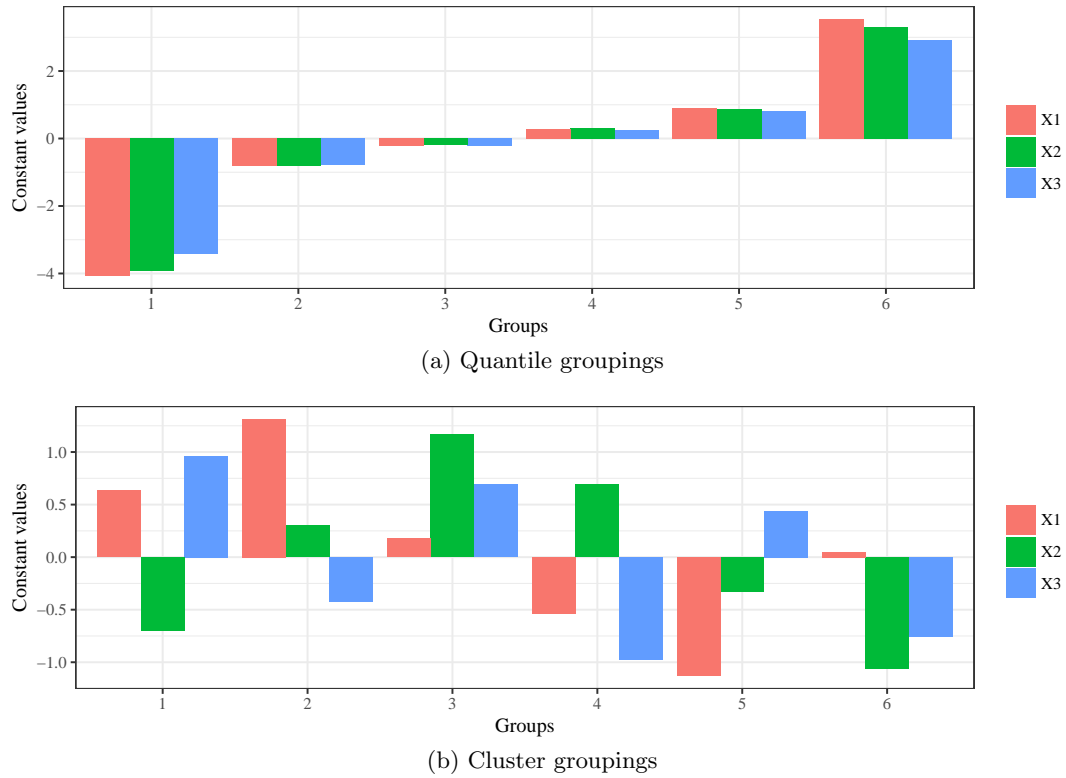 Constant values
2
0
−2
−4
1 2 3 4 5 6
Groups
X1
X2
X3
(a) Quantile groupings
Constant values
1.0
0.5
0.0
−0.5
−1.0
1 2 3 4 5 6
Groups
X1
X2
X3
(b) Cluster groupings